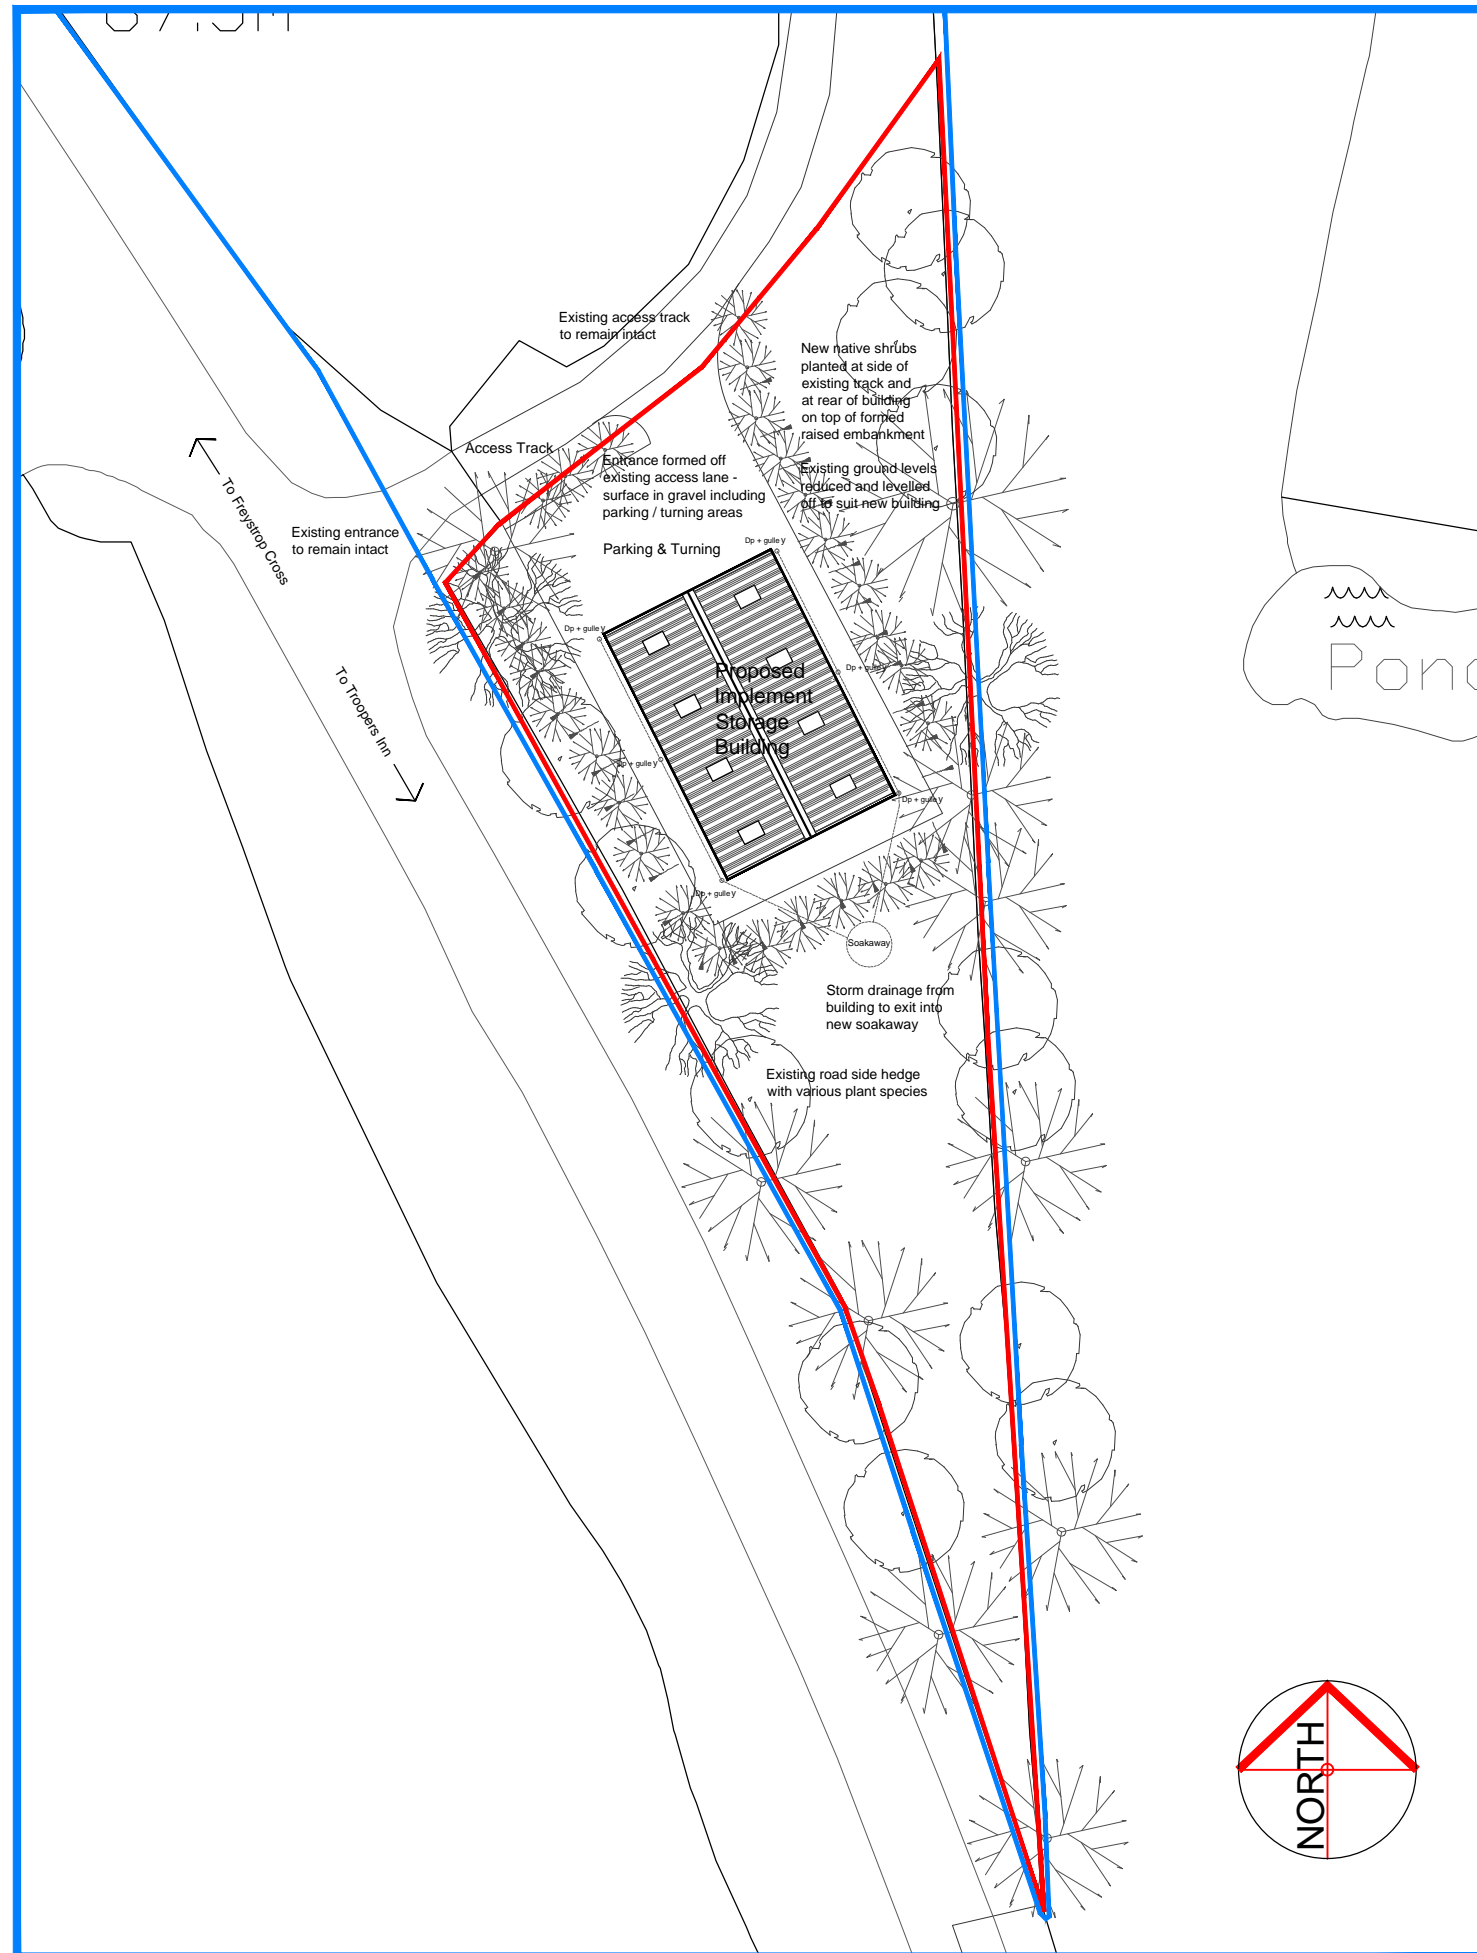 Existing access track
to remain intact
New native shrubs
planted at side of
existing track and
at rear of building
on top of formed
raised embankment
Access Track
Entrance formed off
existing access lane -
surface in gravel including
parking / turning areas
Existing ground levels
reduced and levelled
off to suit new building
To Freystrop Cross
Existing entrance
to remain intact
Parking & Turning
Dp + gulley
Dp + gulley
Dp + gulley
Proposed
Implement
Storage
Building
To Troopers Inn
Dp + gulley
Dp + gulley
Dp + gulley
Soakaway
Storm drainage from
building to exit into
new soakaway
Existing road side hedge
with various plant species
NORTH